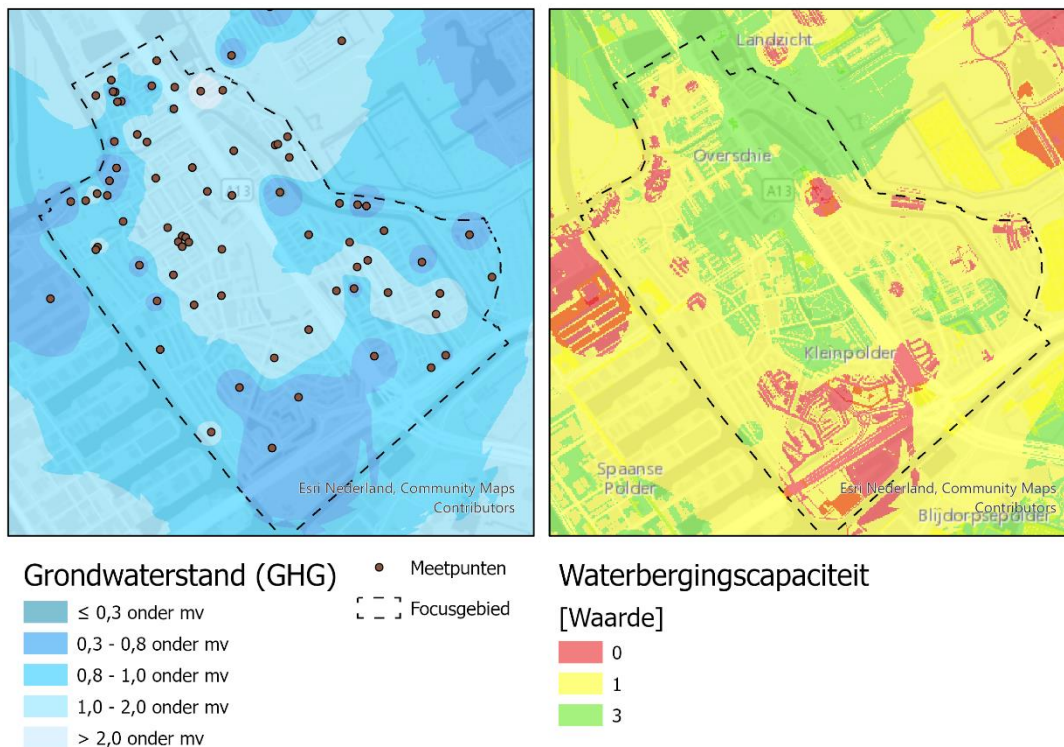 A13
Esri Nederland, Community Maps
Contributors
Landzicht
Overschie
A13
Kleinpolder
Spaanse
Polder
Esri Nederland, Community Maps
Contributors
Blijdorpsepolder
Grondwaterstand (GHG)
≤ 0,3 onder mv
0,3 - 0,8 onder mv
0,8 - 1,0 onder mv
1,0 - 2,0 onder mv
> 2,0 onder mv
Meetpunten
Focusgebied
Waterbergingscapaciteit
[Waarde]
0
1
3